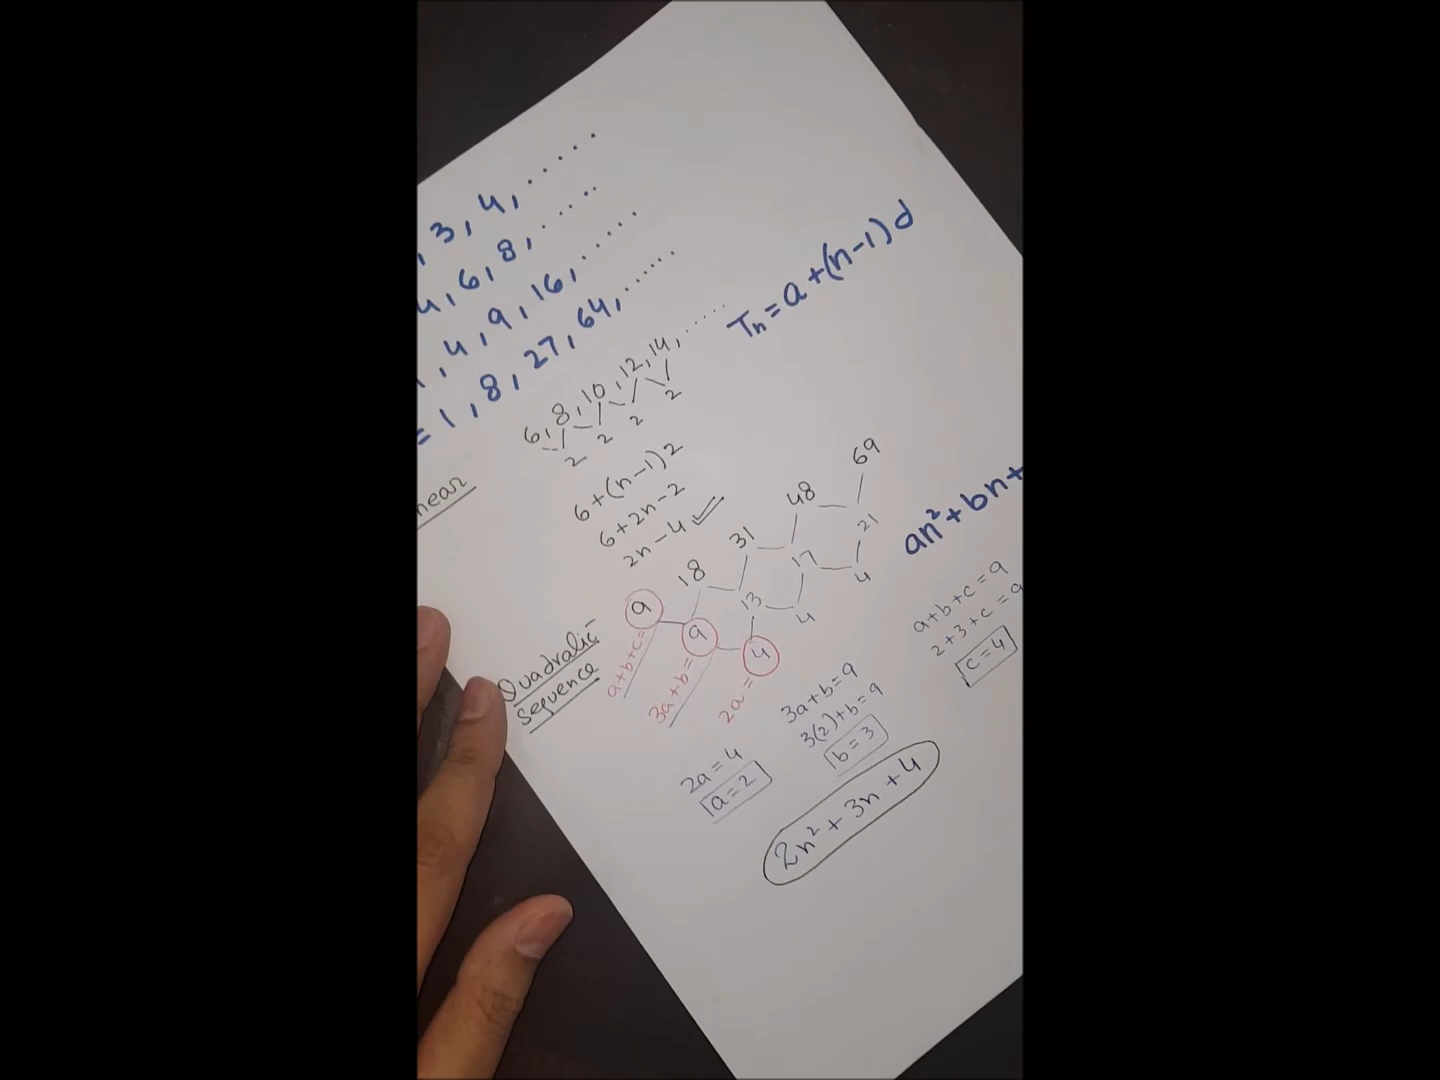 , 3, 4, ......
4, 6, 8, ......
, 4, 9, 16, ......
= 1, 8, 27, 64, ......
6, 8, 10, 12, 14, ......
2 2 2 2
Tn = a + (n-1) d
near
6 + (n-1) 2
6 + 2n - 2
2n - 4
Quadralic
Sequence
9 18 31 48 69
9 13 17 21
4 4 4
a+b+c=
3a+b=
2a=
an² + bn +
2a = 4
a = 2
3a+b=9
3(2)+b=9
b = 3
a+b+c=9
2+3+c=9
c=4
2n² + 3n + 4